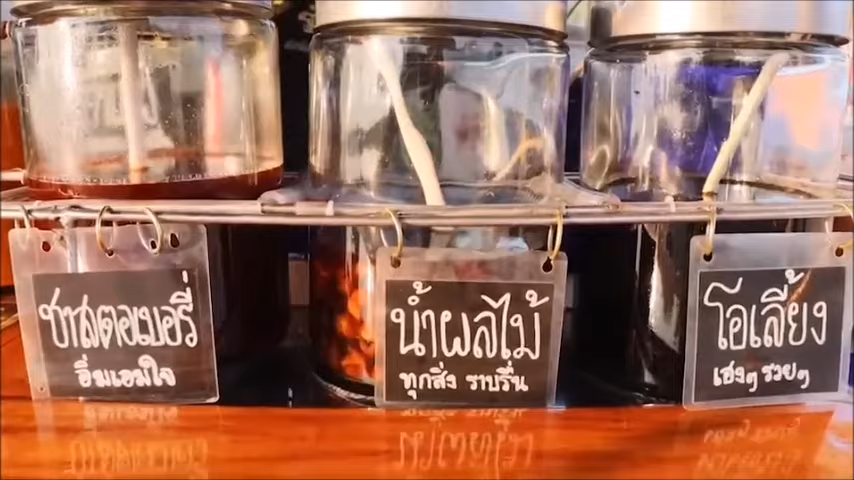 ชาสตอเบอรี่
อิ่มเอมใจ
น้ำผลไม้
ทุกสิ่ง ราบรื่น
โอเลี้ยง
เฮงๆ รวยๆ